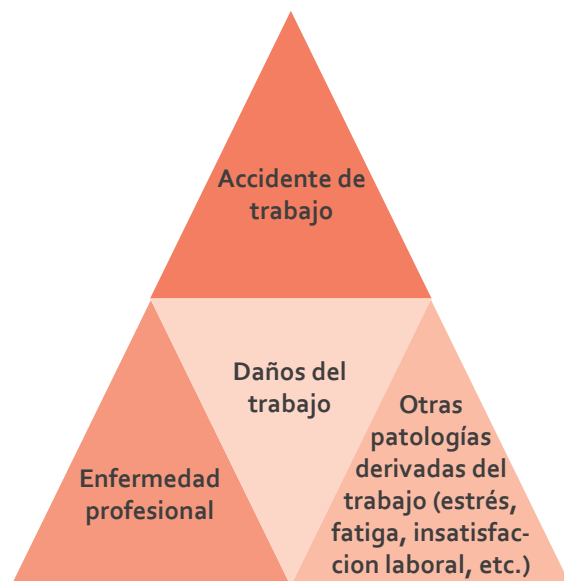 Accidente de
trabajo
Daños del
trabajo
Enfermedad
profesional
Otras
patologías
derivadas del
trabajo (estrés,
fatiga, insatisfac-
cion laboral, etc.)